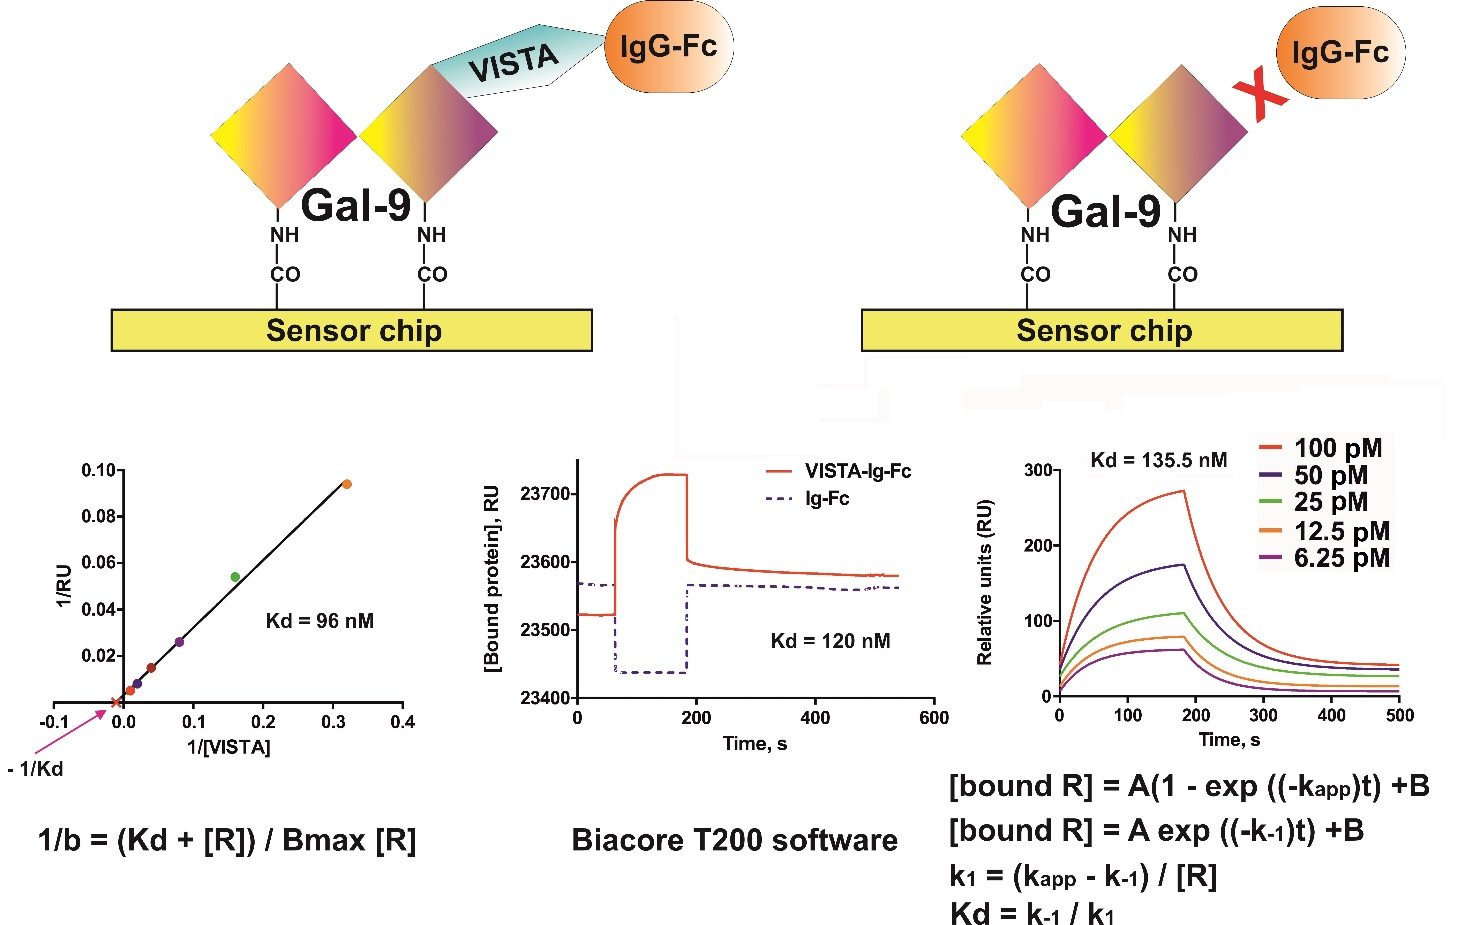 VISTA
IgG-Fc
Gal-9
NH
NH
CO
CO
Sensor chip
IgG-Fc
X
Gal-9
NH
NH
CO
CO
Sensor chip
1/RU
0.10
0.08
0.06
0.04
0.02
-0.1 0.0 0.1 0.2 0.3 0.4
1/[VISTA]
Kd = 96 nM
- 1/Kd
1/b = (Kd + [R]) / Bmax [R]
[Bound protein], RU
23700
23600
23500
23400
0 200 400 600
Time, s
VISTA-Ig-Fc
Ig-Fc
Kd = 120 nM
Biacore T200 software
Relative units (RU)
300
200
100
0
0 100 200 300 400 500
Time, s
Kd = 135.5 nM
100 pM
50 pM
25 pM
12.5 pM
6.25 pM
[bound R] = A(1 - exp ((-kapp)t) +B
[bound R] = A exp ((-k-1)t) +B
k1 = (kapp - k-1) / [R]
Kd = k-1 / k1